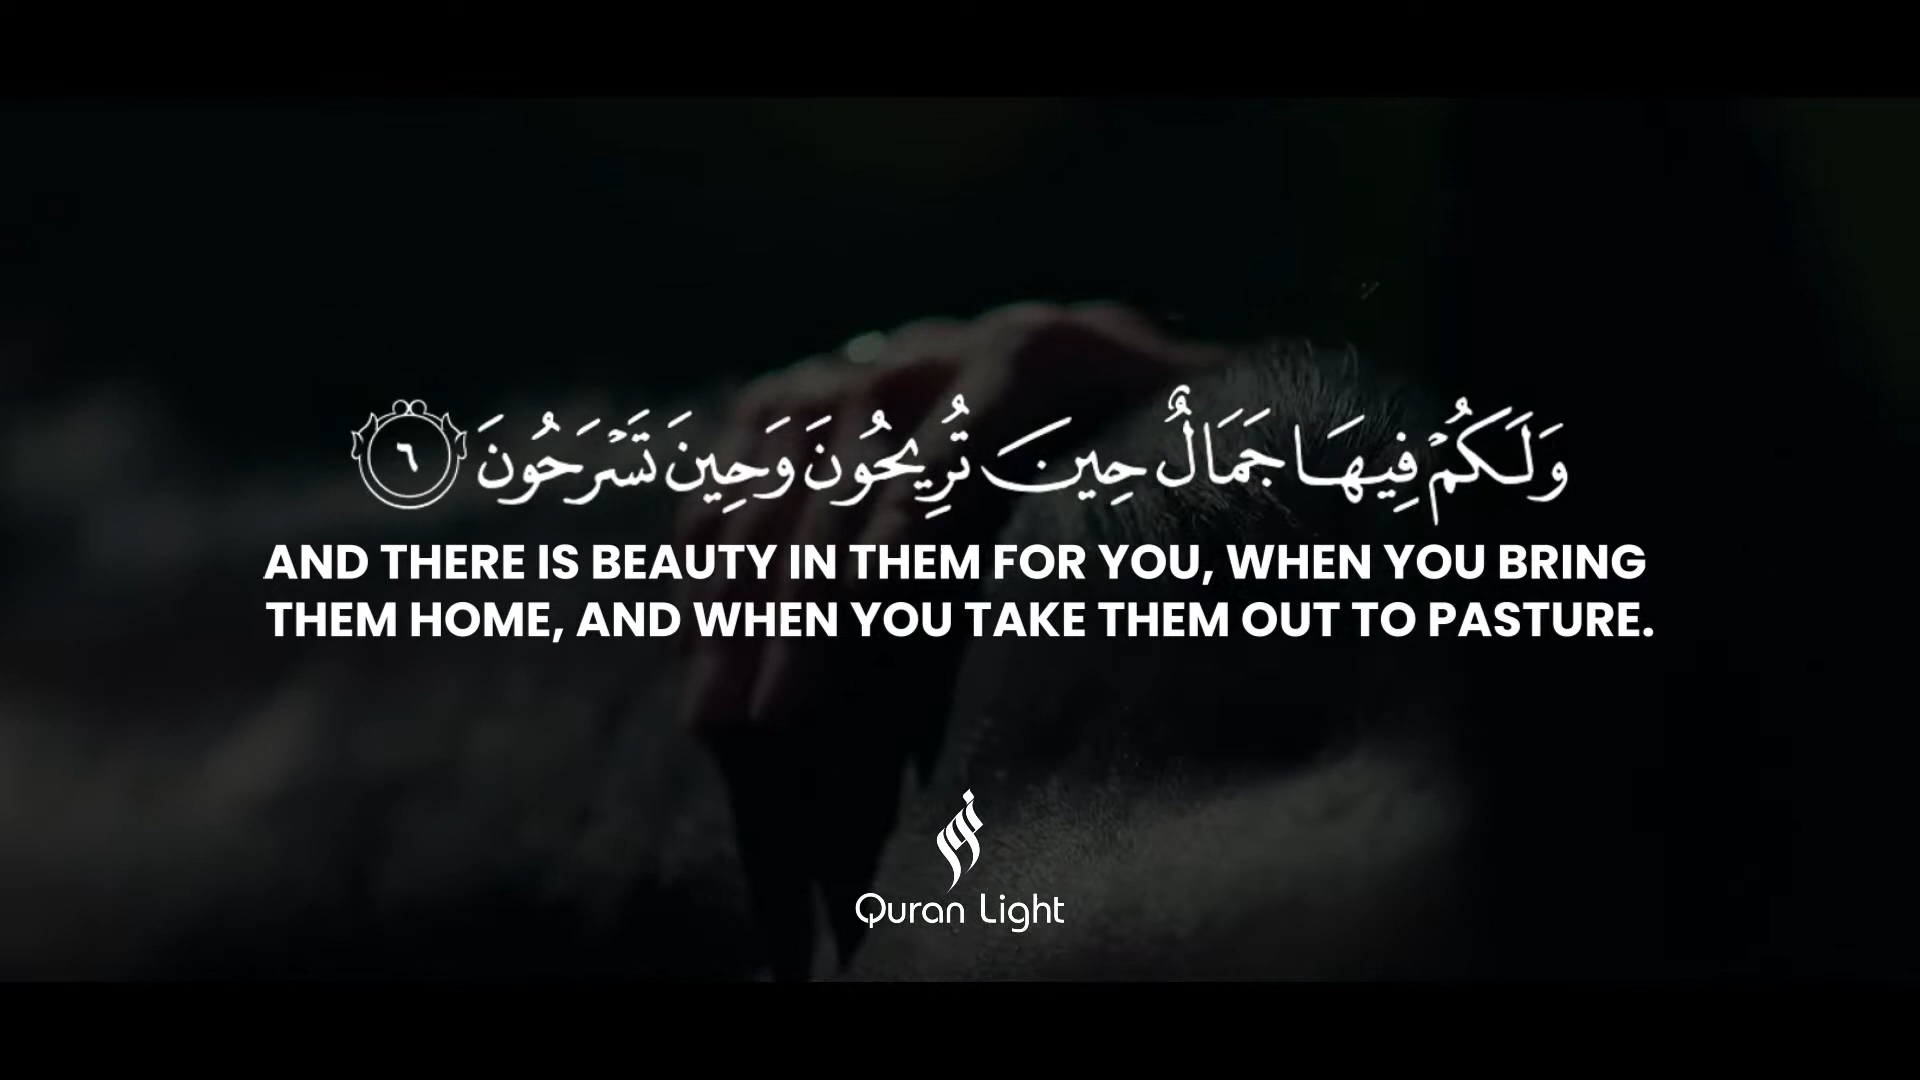 وَلَكُمْ فِيهَا جَمَالٌ حِينَ تُرِيحُونَ وَحِينَ تَسْرَحُونَ ٦
AND THERE IS BEAUTY IN THEM FOR YOU, WHEN YOU BRING
THEM HOME, AND WHEN YOU TAKE THEM OUT TO PASTURE.
نور
Quran Light